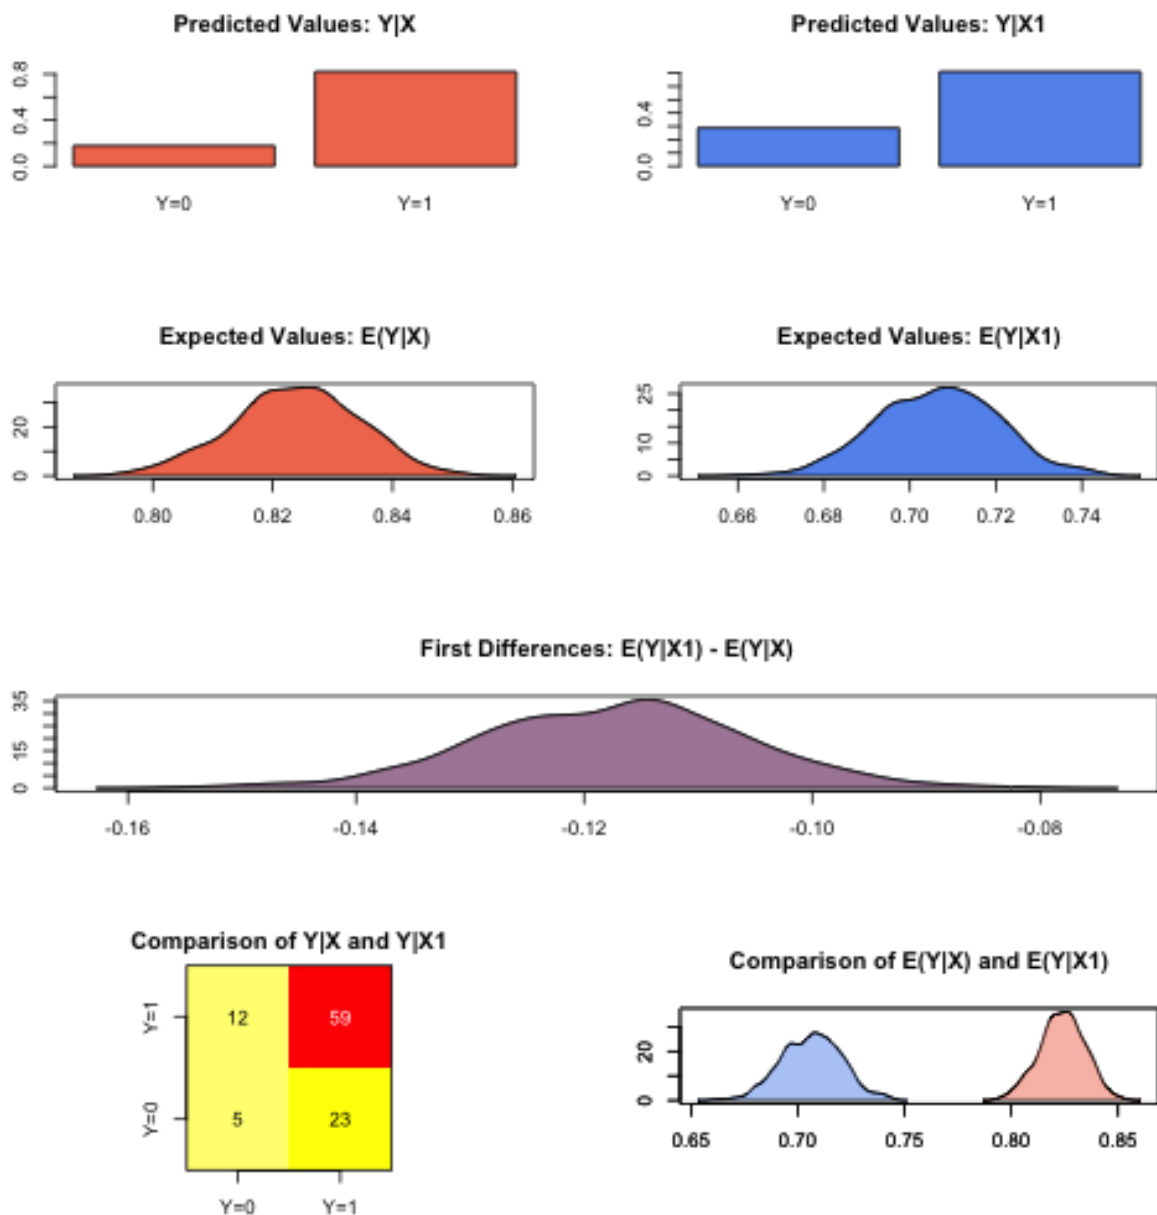 Predicted Values: Y|X
0.0 0.4 0.8
Y=0 Y=1
Predicted Values: Y|X1
0.0 0.4
Y=0 Y=1
Expected Values: E(Y|X)
0 20
0.80 0.82 0.84 0.86
Expected Values: E(Y|X1)
0 10 25
0.66 0.68 0.70 0.72 0.74
First Differences: E(Y|X1) - E(Y|X)
0 15 35
-0.16 -0.14 -0.12 -0.10 -0.08
Comparison of Y|X and Y|X1
Y=1 12 59
Y=0 5 23
Y=0 Y=1
Comparison of E(Y|X) and E(Y|X1)
0 20
0.65 0.70 0.75 0.80 0.85